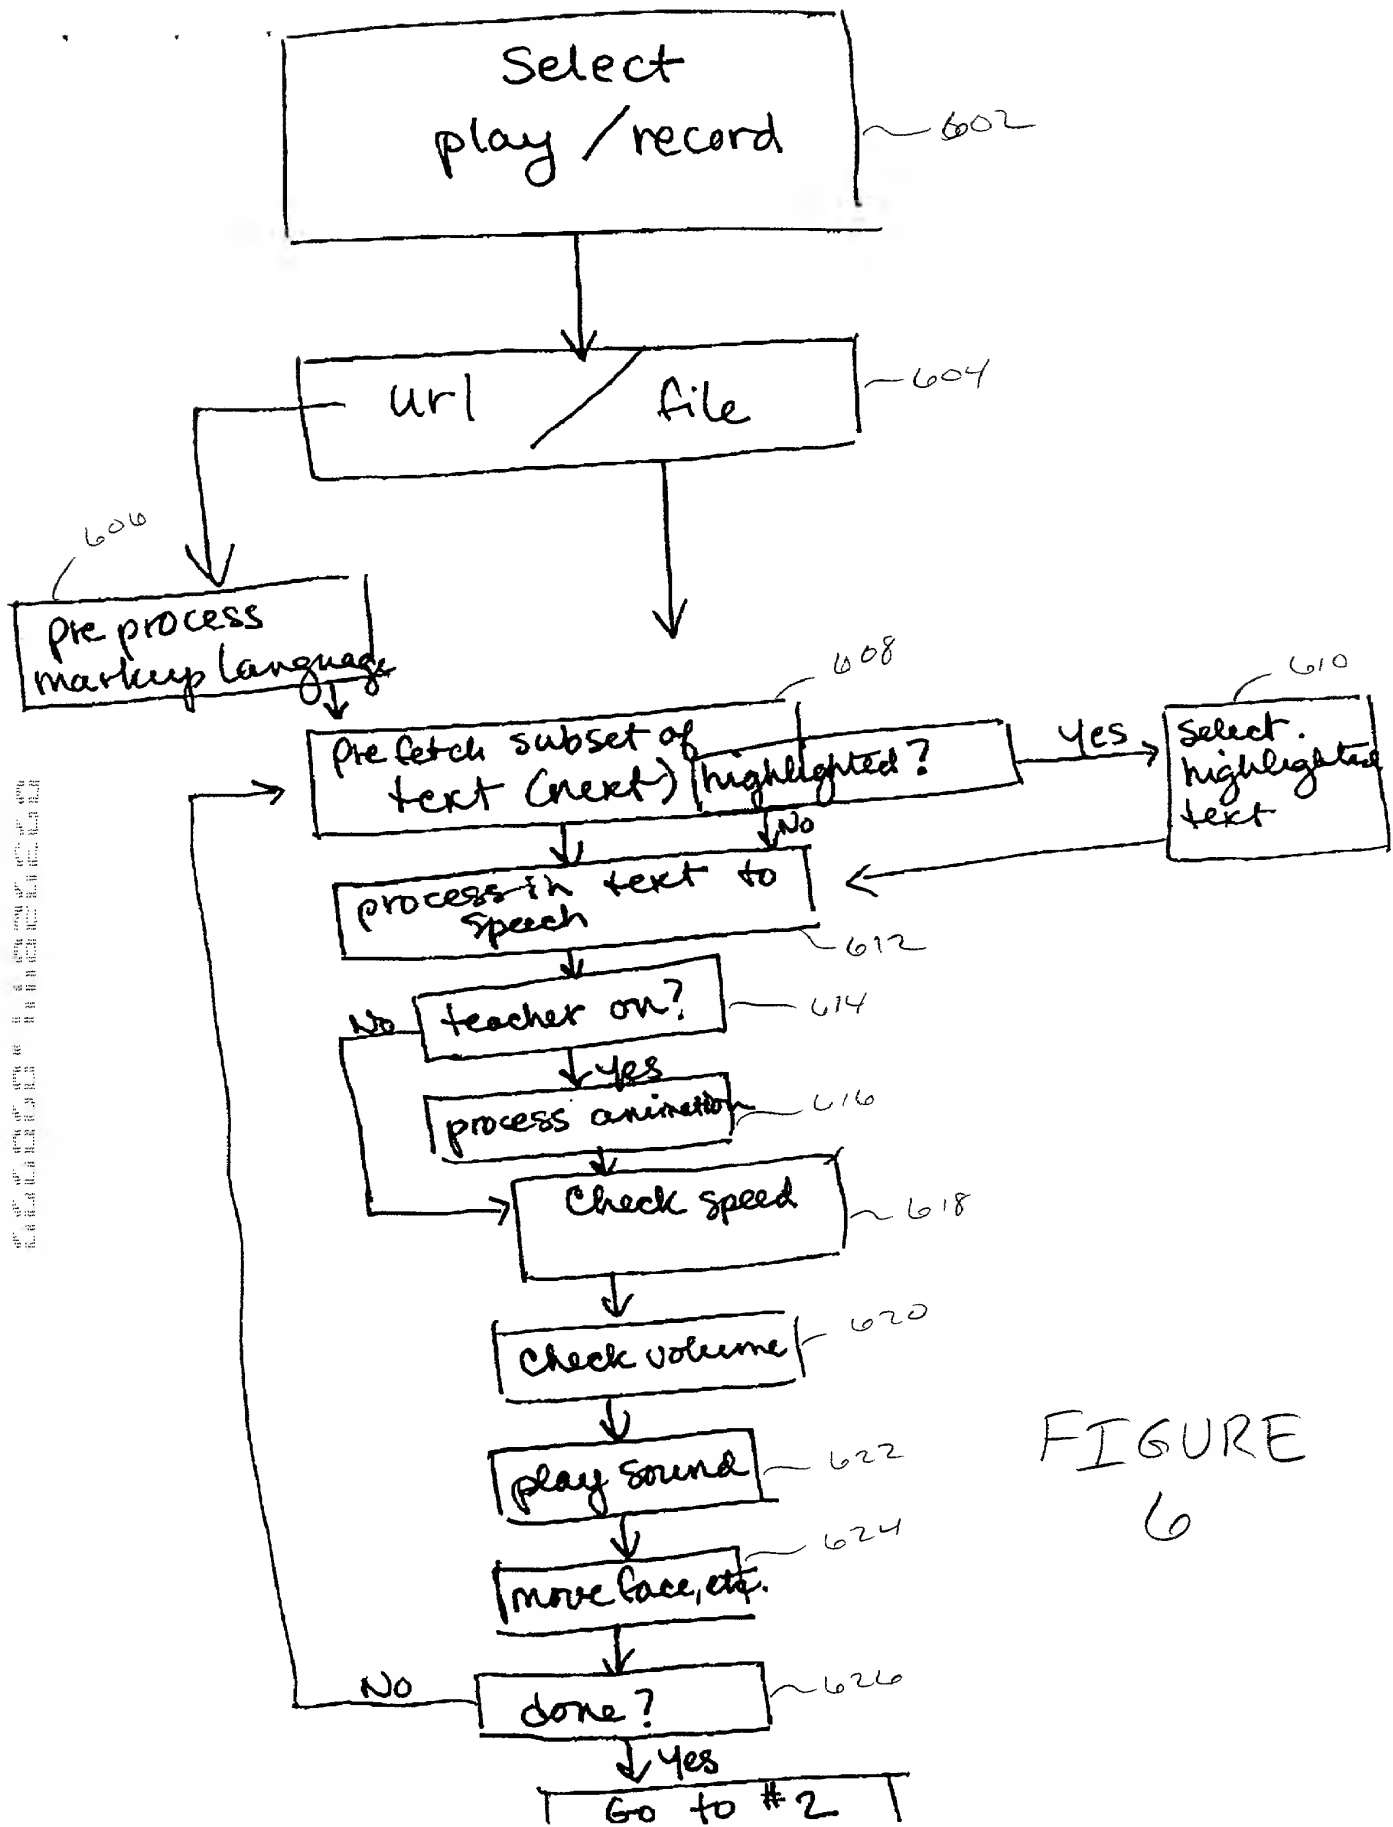 Select
play / record
602
url / file
604
606
pre process
markup language
608
610
pre fetch subset of
text (next)
highlighted?
Yes
select
highlighted
text
No
process in text to
speech
612
teacher on?
614
No
yes
process animation
616
Check speed
618
check volume
620
play sound
622
move face, etc.
624
done?
626
No
yes
Go to #2
FIGURE
6